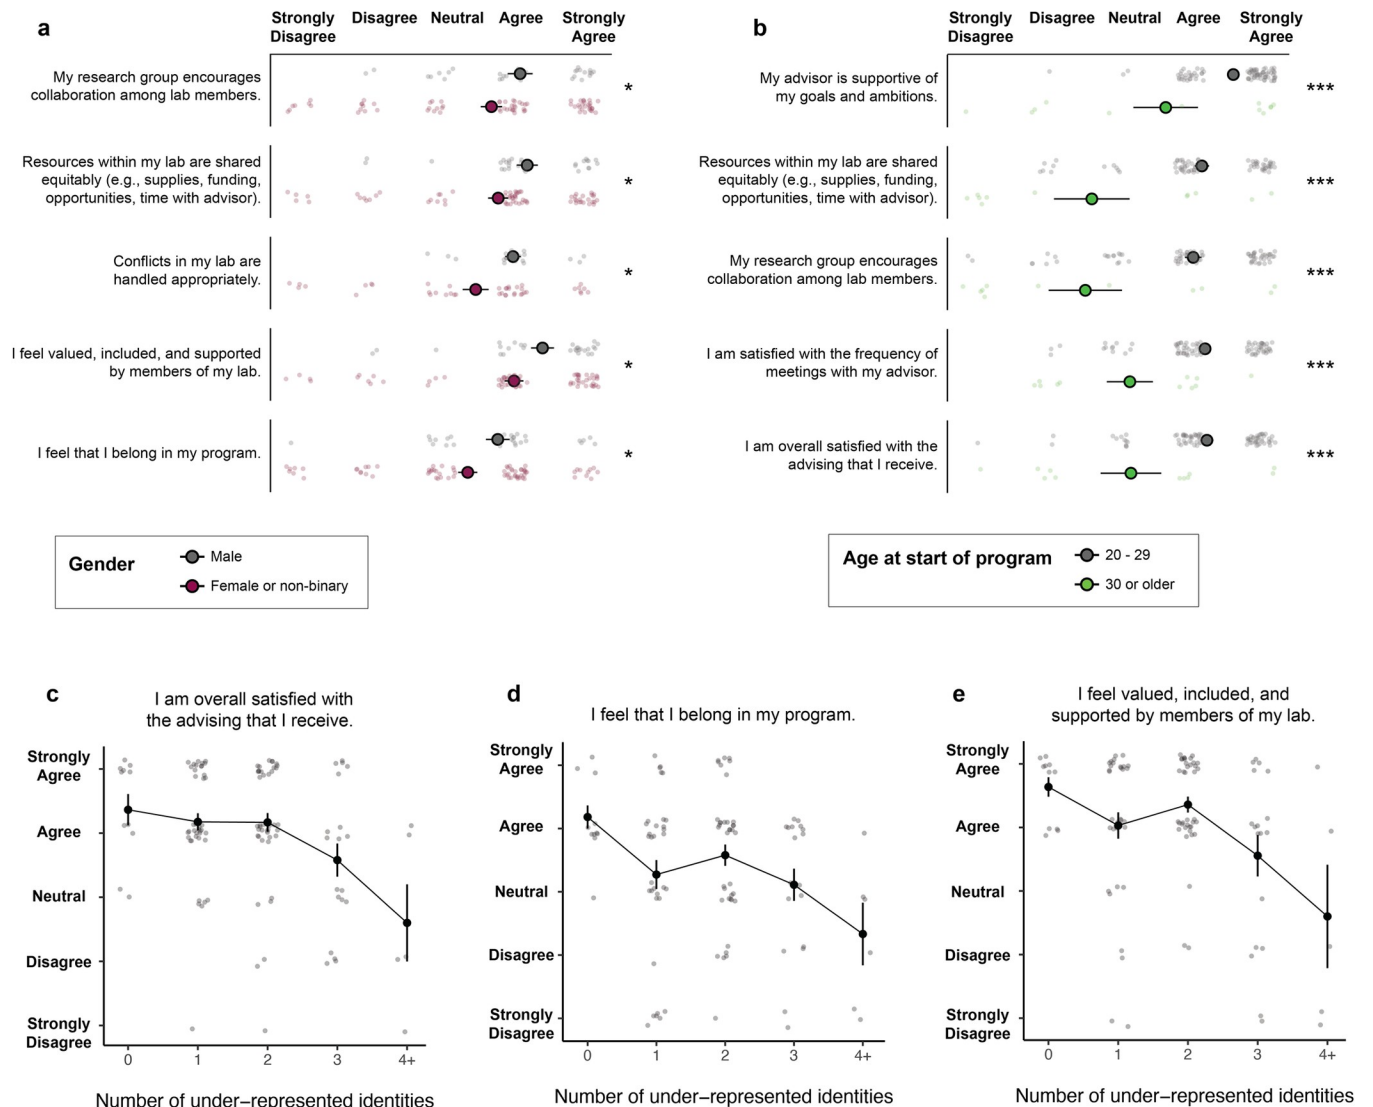 a
Strongly Disagree Disagree Neutral Agree Strongly Agree
My research group encourages
collaboration among lab members.
*
Resources within my lab are shared
equitably (e.g., supplies, funding,
opportunities, time with advisor).
*
Conflicts in my lab are
handled appropriately.
*
I feel valued, included, and supported
by members of my lab.
*
I feel that I belong in my program.
*
Gender
Male
Female or non-binary
b
Strongly Disagree Disagree Neutral Agree Strongly Agree
My advisor is supportive of
my goals and ambitions.
***
Resources within my lab are shared
equitably (e.g., supplies, funding,
opportunities, time with advisor).
***
My research group encourages
collaboration among lab members.
***
I am satisfied with the frequency of
meetings with my advisor.
***
I am overall satisfied with the
advising that I receive.
***
Age at start of program
20 - 29
30 or older
c
I am overall satisfied with
the advising that I receive.
Strongly
Agree
Agree
Neutral
Disagree
Strongly
Disagree
0 1 2 3 4+
Number of under−represented identities
d
I feel that I belong in my program.
Strongly
Agree
Agree
Neutral
Disagree
Strongly
Disagree
0 1 2 3 4+
Number of under−represented identities
e
I feel valued, included, and
supported by members of my lab.
Strongly
Agree
Agree
Neutral
Disagree
Strongly
Disagree
0 1 2 3 4+
Number of under−represented identities